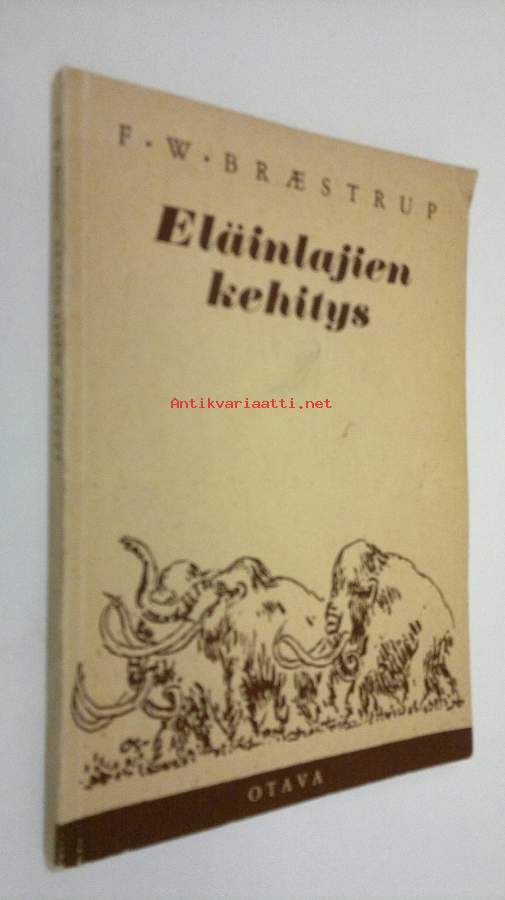 F · W · BRÆSTRUP
Eläinlajien
kehitys
Antikvariaatti.net
OTAVA